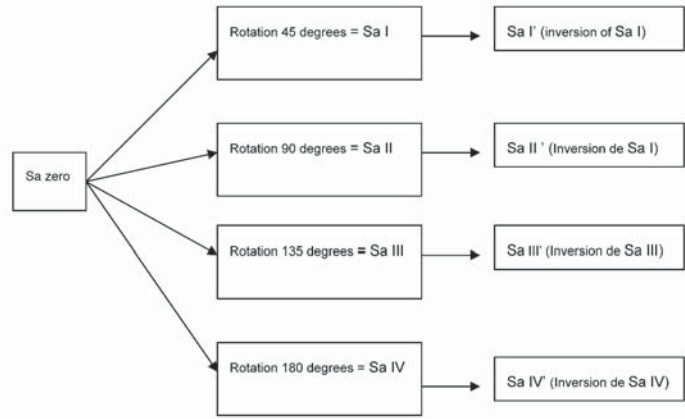 Rotation 45 degrees = Sa I
Sa I' (inversion of Sa I)
Rotation 90 degrees = Sa II
Sa II ' (Inversion de Sa I)
Sa zero
Rotation 135 degrees = Sa III
Sa III' (Inversion de Sa III)
Rotation 180 degrees = Sa IV
Sa IV' (Inversion de Sa IV)